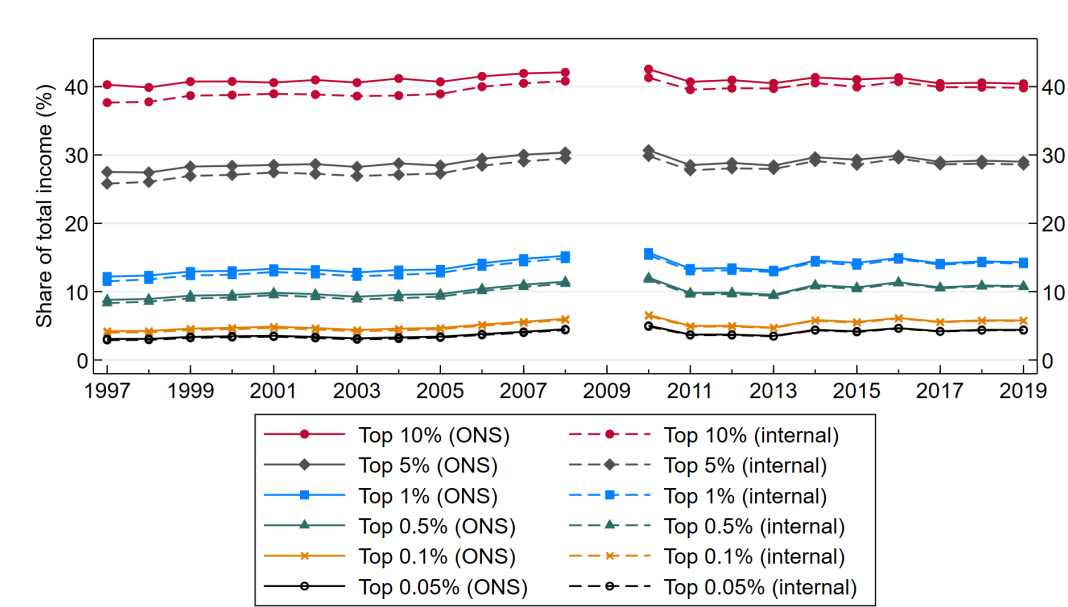 Share of total income (%)
40
30
20
10
0
40
30
20
10
0
1997 1999 2001 2003 2005 2007 2009 2011 2013 2015 2017 2019
Top 10% (ONS) Top 10% (internal)
Top 5% (ONS) Top 5% (internal)
Top 1% (ONS) Top 1% (internal)
Top 0.5% (ONS) Top 0.5% (internal)
Top 0.1% (ONS) Top 0.1% (internal)
Top 0.05% (ONS) Top 0.05% (internal)